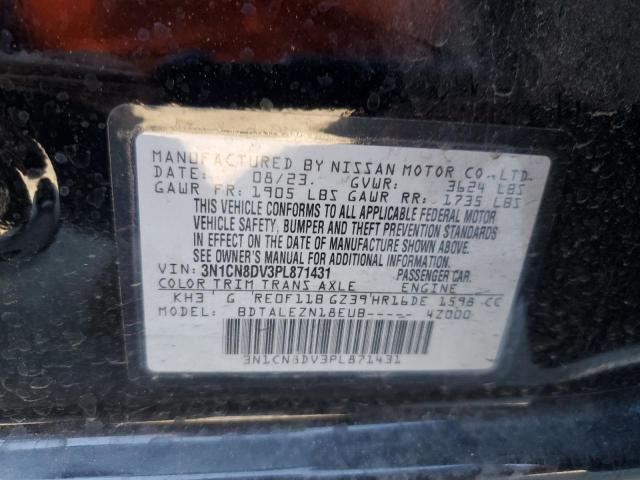 MANUFACTURED BY NISSAN MOTOR CO., LTD.
DATE: 08/23. GVWR: 3624 LBS
GAWR FR: 1905 LBS GAWR RR: 1735 LBS
THIS VEHICLE CONFORMS TO ALL APPLICABLE FEDERAL MOTOR
VEHICLE SAFETY, BUMPER AND THEFT PREVENTION STANDARDS
IN EFFECT ON THE DATE OF MANUFACTURE SHOWN ABOVE.
SEE OWNER'S MANUAL FOR ADDITIONAL INFORMATION.
VIN: 3N1CN8DV3PL871431 PASSENGER CAR.
COLOR TRIM TRANS AXLE ENGINE
KH3 G RE0F11B GZ39 HR16DE 1598 CC
MODEL: BDTALEZN18EUB----- 4Z000
3N1CN8DV3PL871431